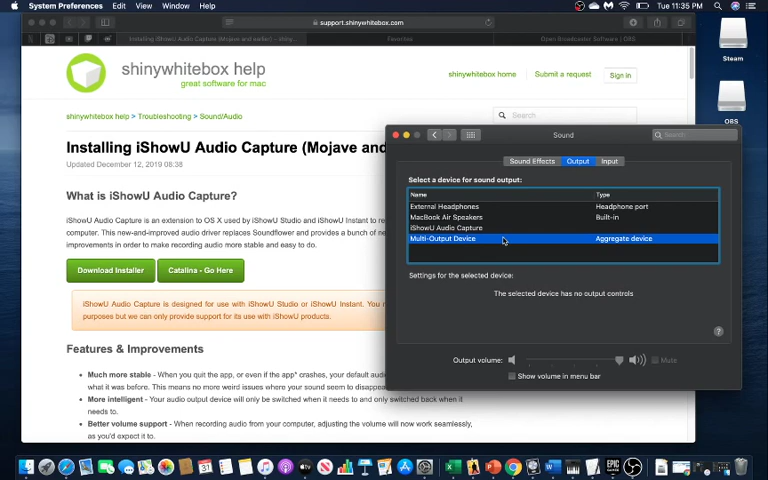 System Preferences Edit View Window Help
Tue 11:35 PM
support.shinywhitebox.com
Installing iShowU Audio Capture (Mojave and earlier) – shiny...
Favorites
Open Broadcaster Software | OBS
shinywhitebox help
great software for mac
shinywhitebox home Submit a request Sign in
shinywhitebox help > Troubleshooting > Sound/Audio
Search
Installing iShowU Audio Capture (Mojave and
Updated December 12, 2019 08:38
What is iShowU Audio Capture?
iShowU Audio Capture is an extension to OS X used by iShowU Studio and iShowU Instant to re
computer. This new-and-improved audio driver replaces Soundflower and provides a bunch of ne
improvements in order to make recording audio more stable and easy to do.
Download Installer
Catalina - Go Here
iShowU Audio Capture is designed for use with iShowU Studio or iShowU Instant. You m
purposes but we can only provide support for its use with iShowU products.
Features & Improvements
Much more stable - When you quit the app, or even if the app* crashes, your default aud
what it was before. This means no more weird issues where your sound seem to disappea
More intelligent - Your audio output device will only be switched when it needs to and only switched back when it
needs to.
Better volume support - When recording audio from your computer, adjusting the volume now work seamlessly,
as you'd expect it to.
Sound
Search
Sound Effects Output Input
Select a device for sound output:
Name Type
External Headphones Headphone port
MacBook Air Speakers Built-in
iShowU Audio Capture
Multi-Output Device Aggregate device
Settings for the selected device:
The selected device has no output controls
?
Output volume:
Mute
Show volume in menu bar
Steam
OBS